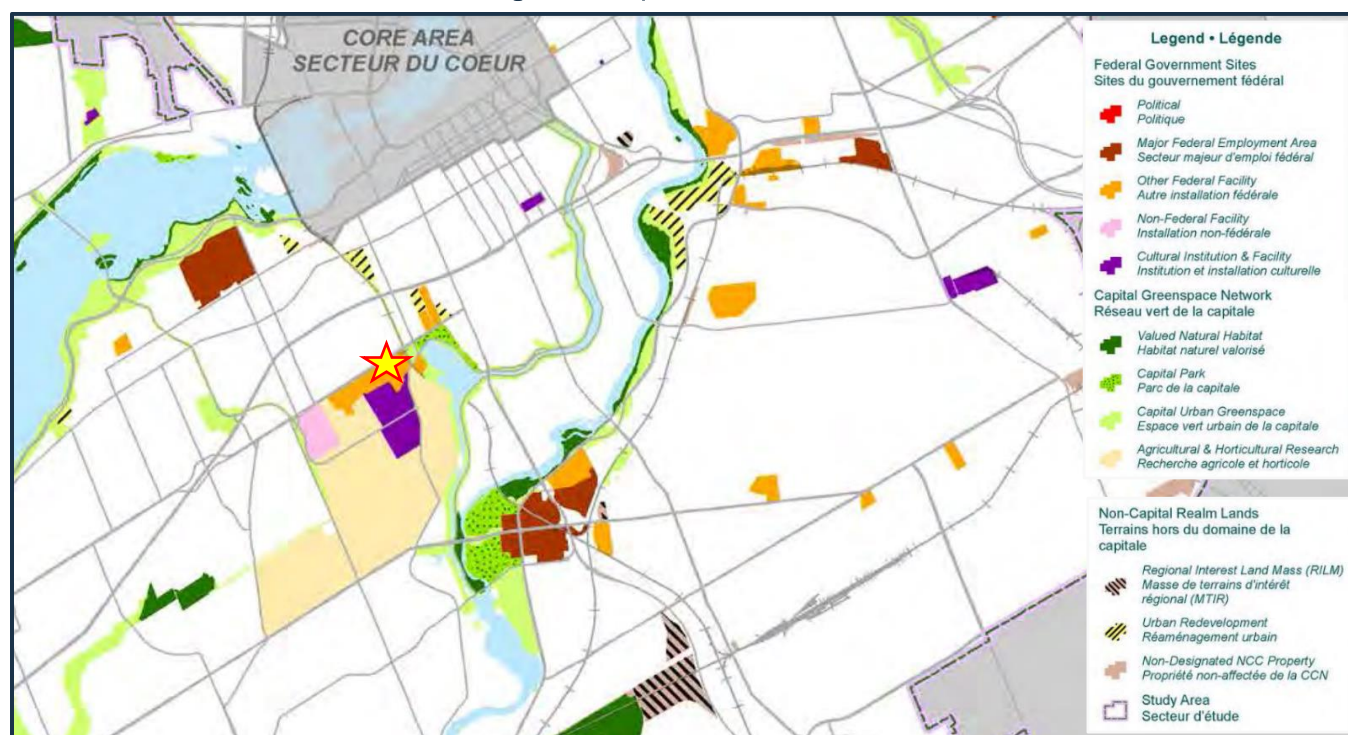 CORE AREA
SECTEUR DU COEUR
Legend • Légende
Federal Government Sites
Sites du gouvernement fédéral
Political
Politique
Major Federal Employment Area
Secteur majeur d'emploi fédéral
Other Federal Facility
Autre installation fédérale
Non-Federal Facility
Installation non-fédérale
Cultural Institution & Facility
Institution et installation culturelle
Capital Greenspace Network
Réseau vert de la capitale
Valued Natural Habitat
Habitat naturel valorisé
Capital Park
Parc de la capitale
Capital Urban Greenspace
Espace vert urbain de la capitale
Agricultural & Horticultural Research
Recherche agricole et horticole
Non-Capital Realm Lands
Terrains hors du domaine de la
capitale
Regional Interest Land Mass (RILM)
Masse de terrains d'intérêt
régional (MTIR)
Urban Redevelopment
Réaménagement urbain
Non-Designated NCC Property
Propriété non-affectée de la CCN
Study Area
Secteur d'étude